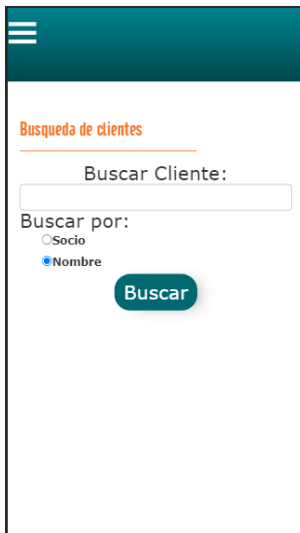 Busqueda de clientes
Buscar Cliente:
Buscar por:
Socio
Nombre
Buscar